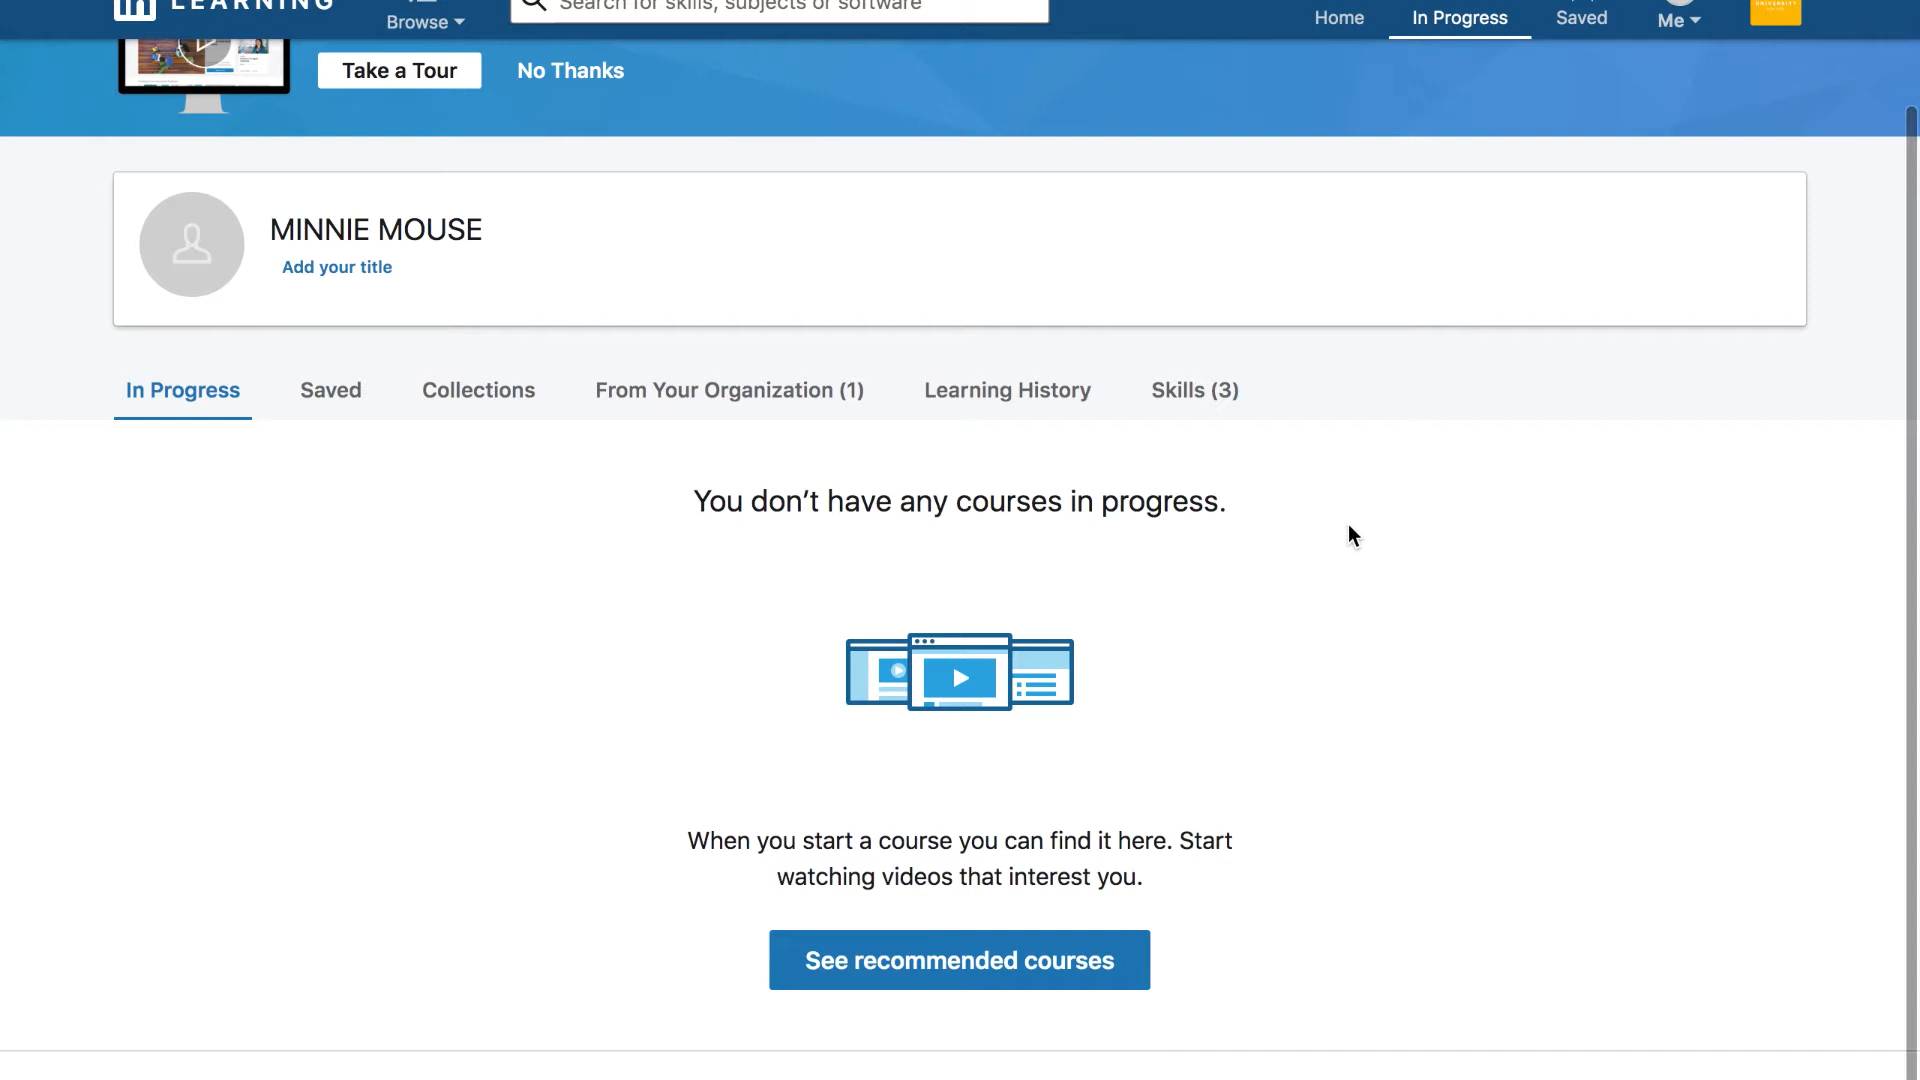 in LEARNING
Browse
Search for skills, subjects or software
Home
In Progress
Saved
Me
UNIVERSITY
Take a Tour
No Thanks
MINNIE MOUSE
Add your title
In Progress
Saved
Collections
From Your Organization (1)
Learning History
Skills (3)
You don’t have any courses in progress.
When you start a course you can find it here. Start
watching videos that interest you.
See recommended courses